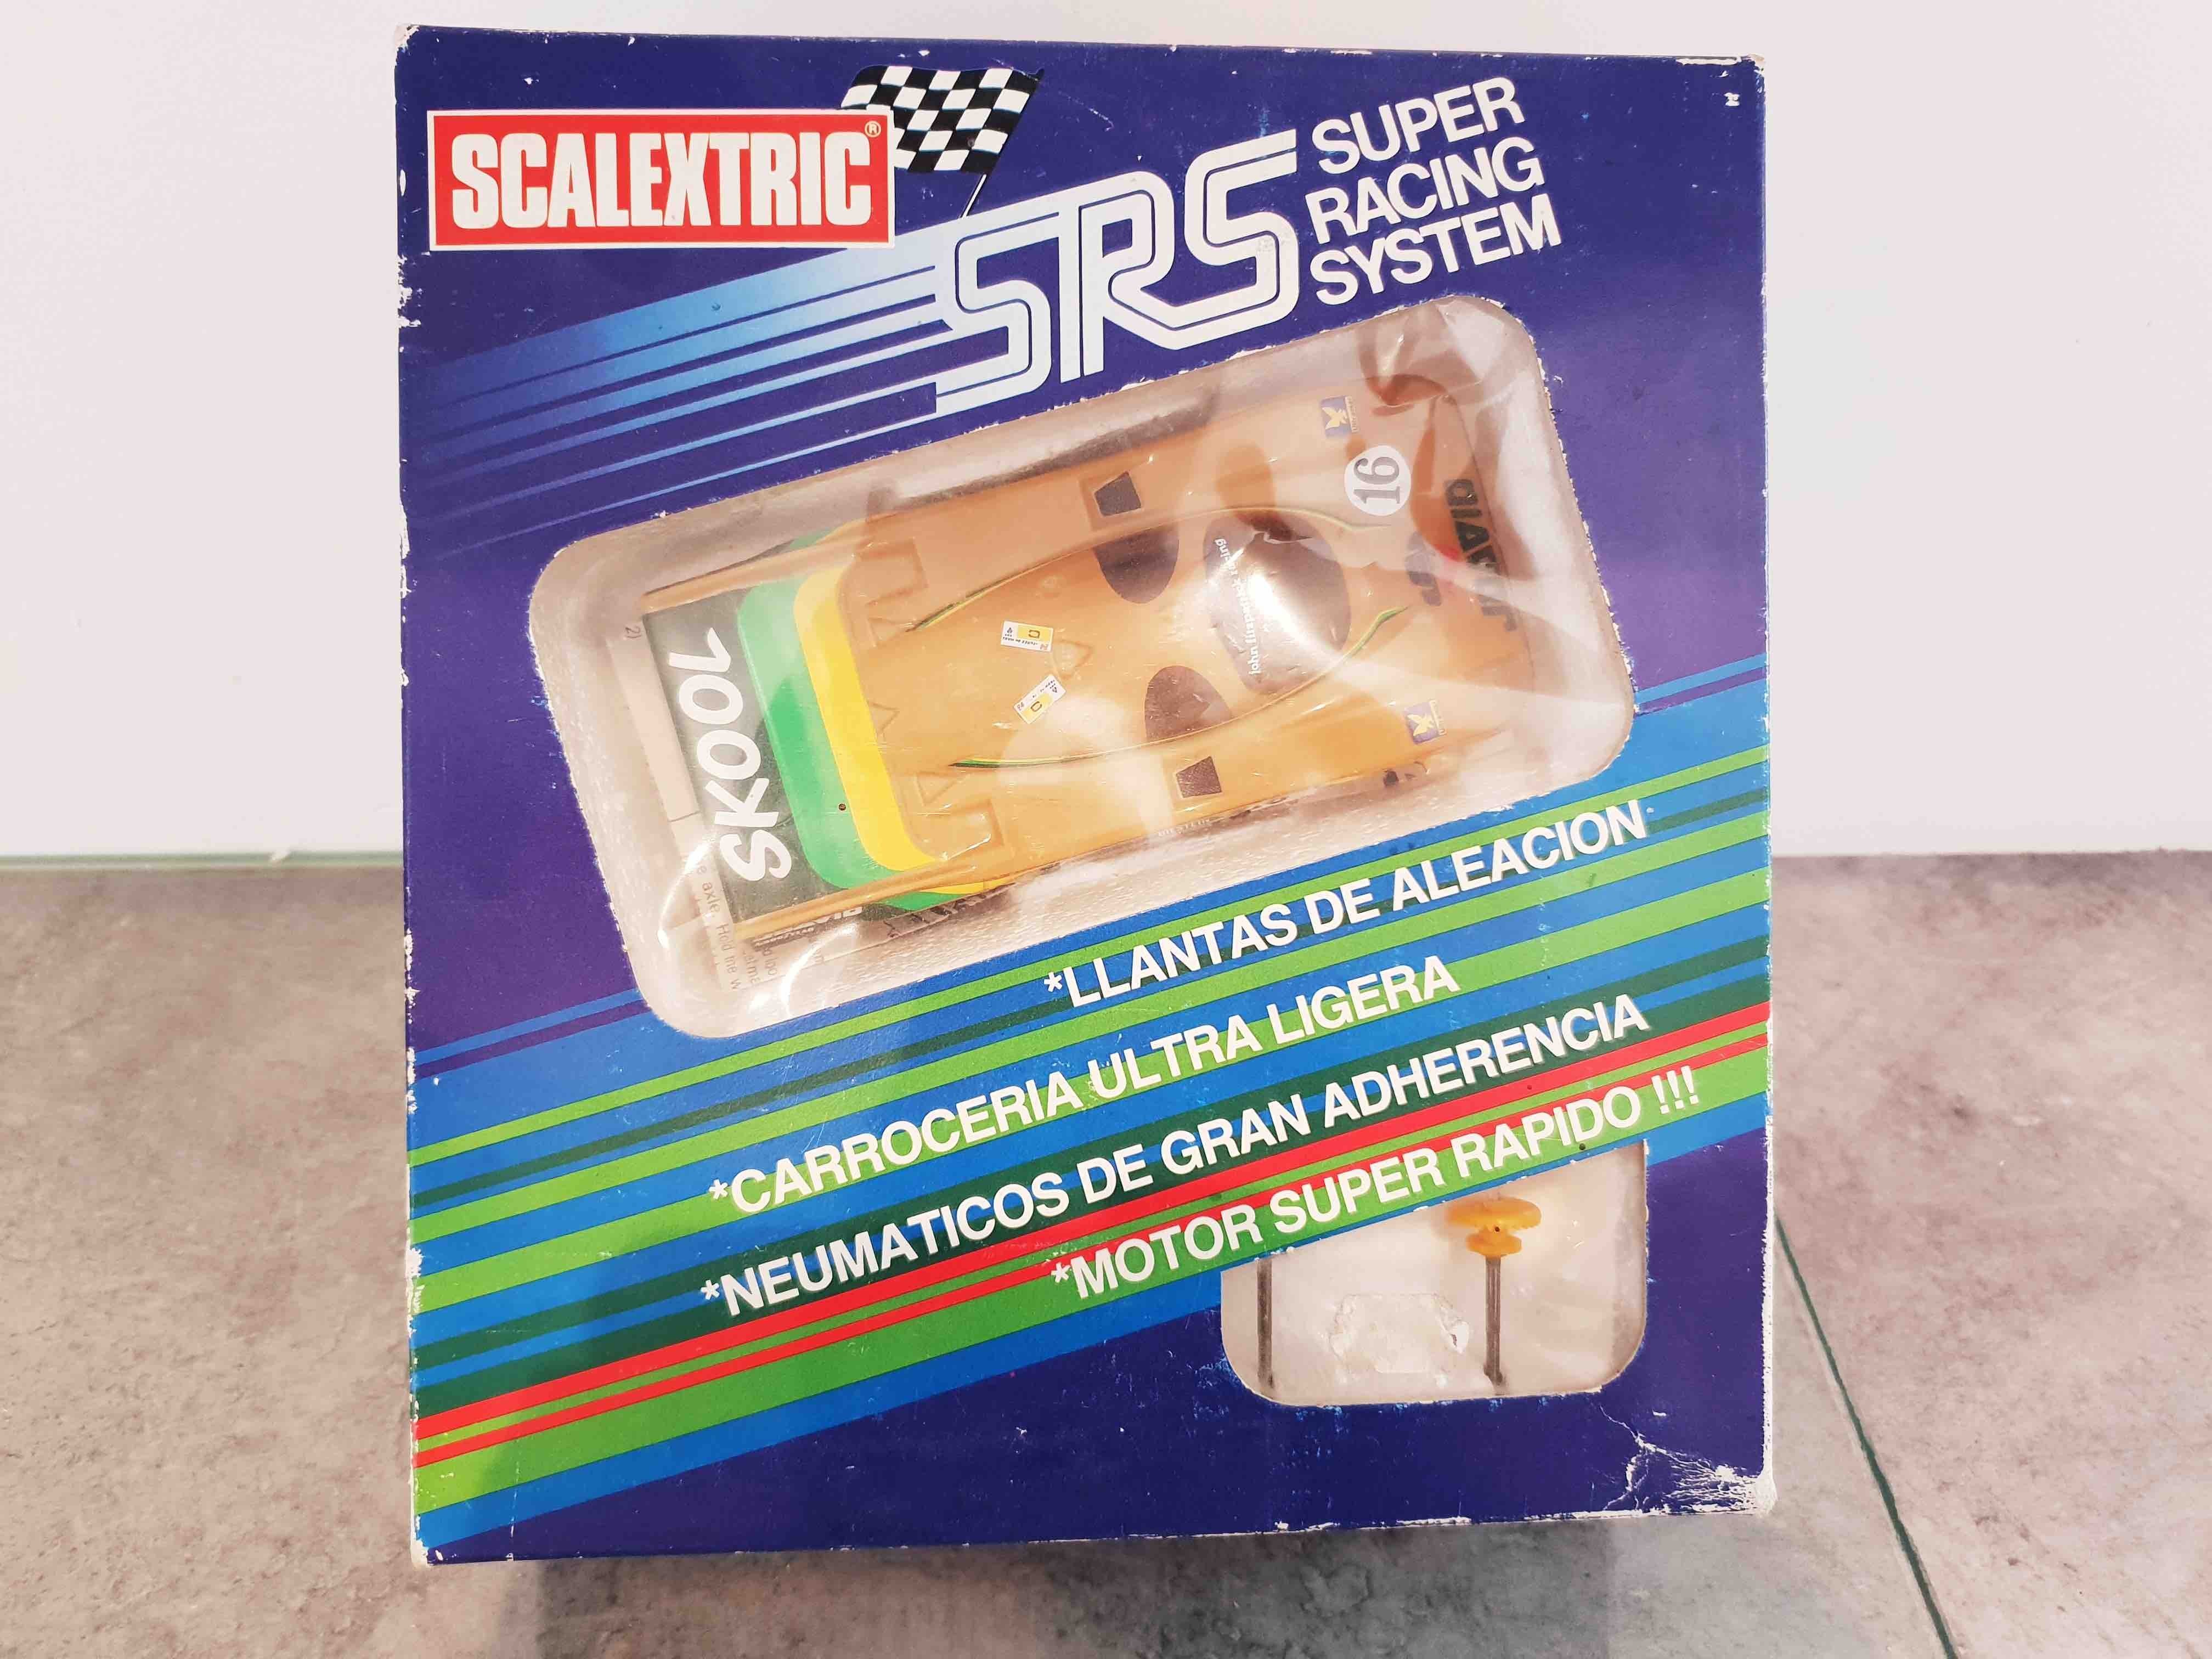 SCALEXTRIC®
SRS
SUPER
RACING
SYSTEM
16
SKOOL
*LLANTAS DE ALEACION
*CARROCERIA ULTRA LIGERA
*NEUMATICOS DE GRAN ADHERENCIA
*MOTOR SUPER RAPIDO !!!